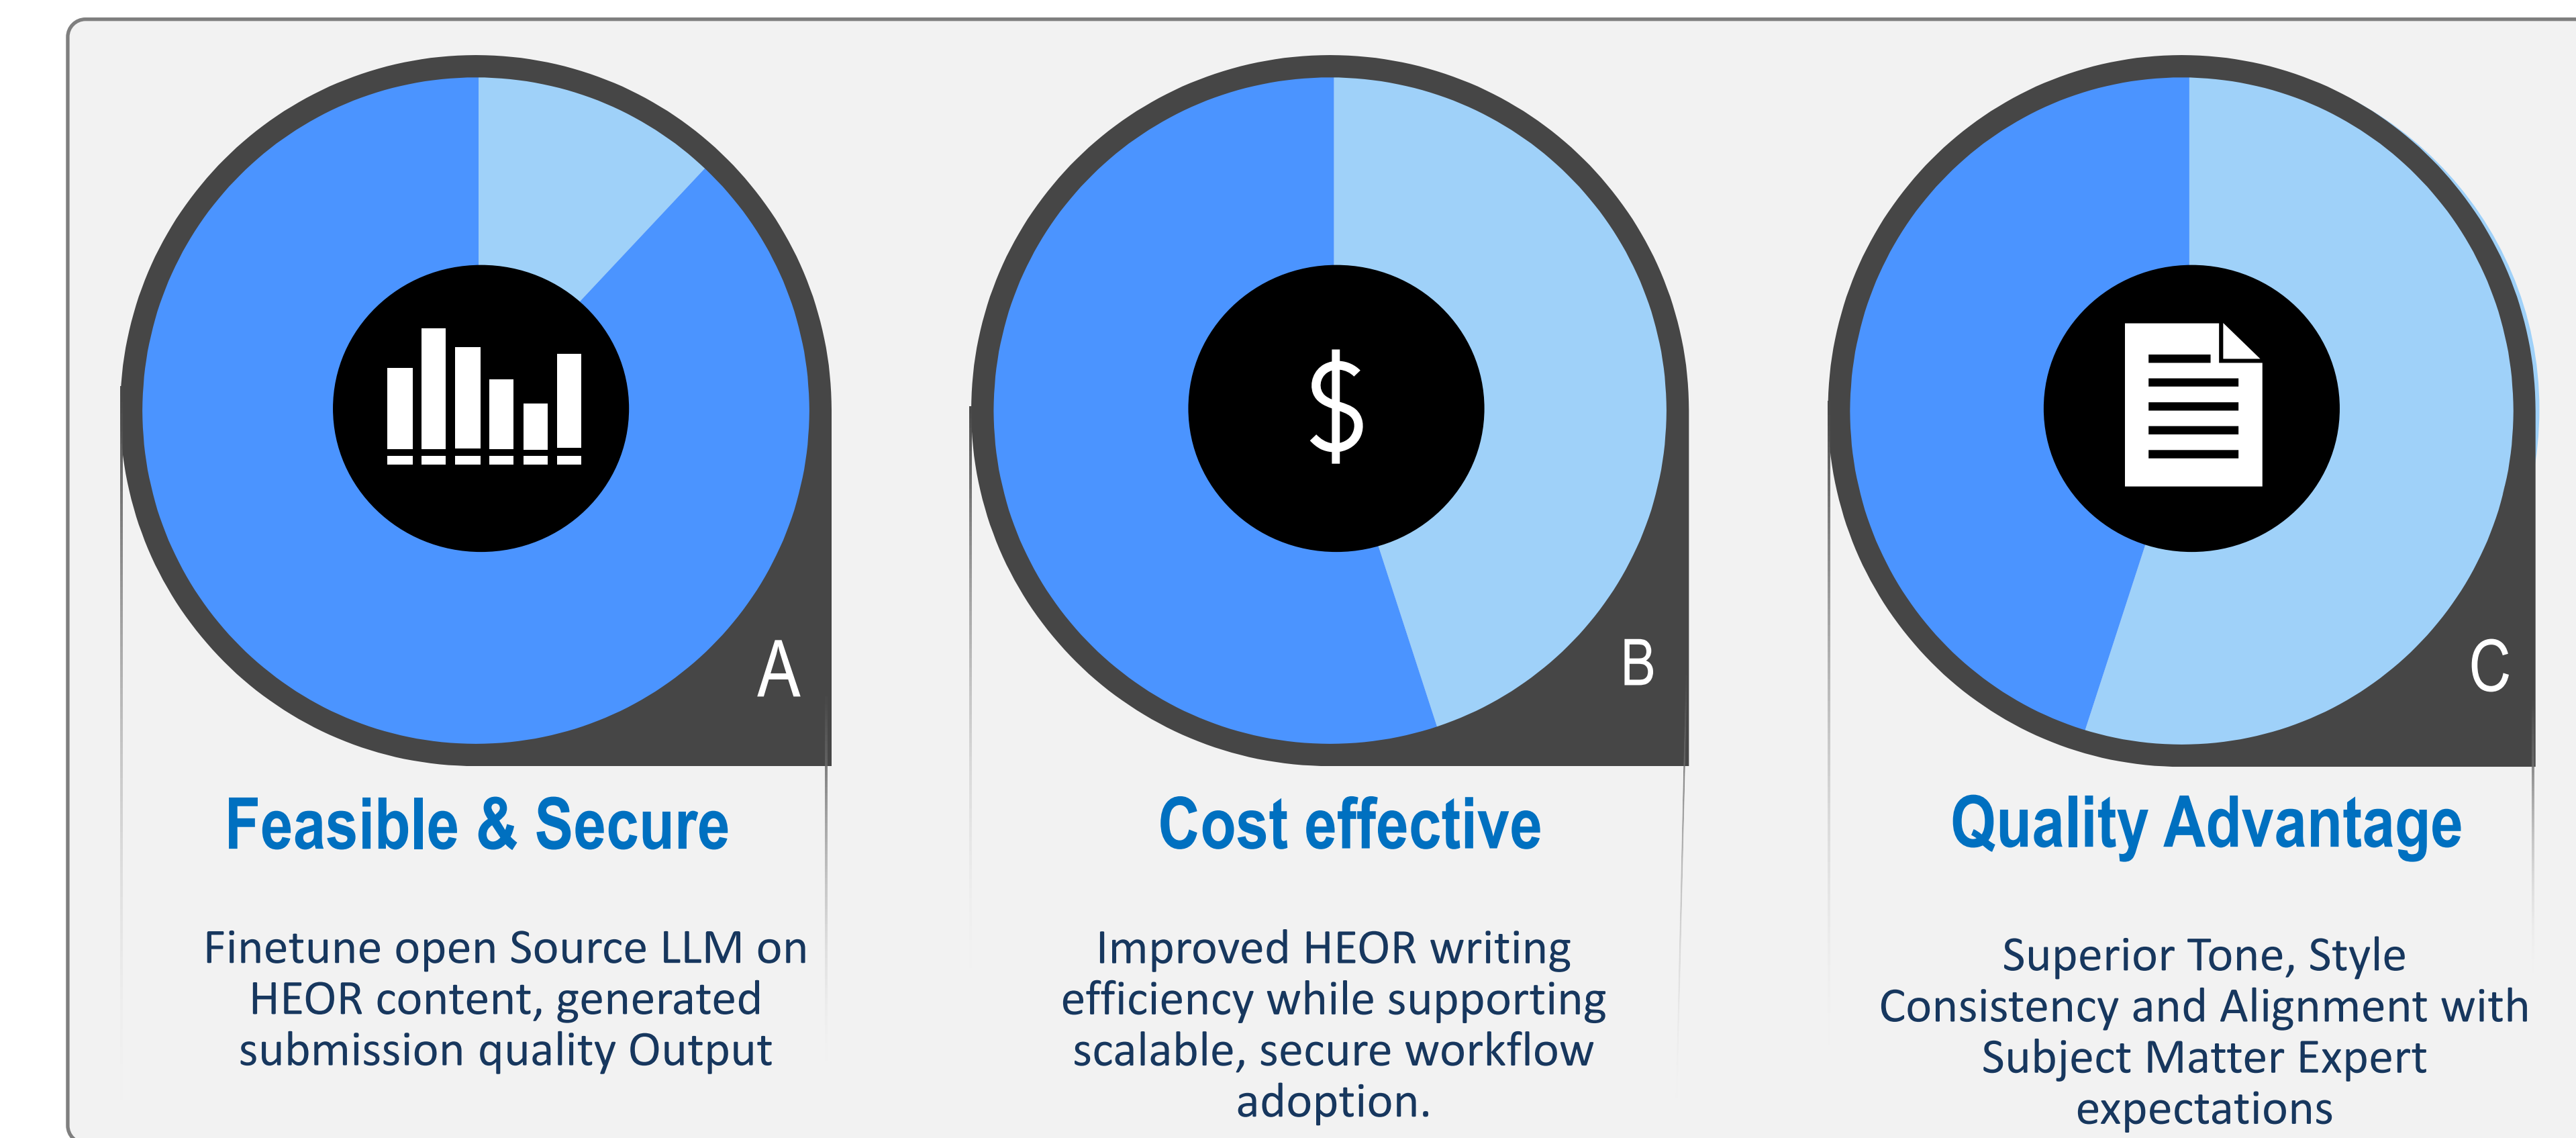 A
B
C
Feasible & Secure
Cost effective
Quality Advantage
Finetune open Source LLM on
HEOR content, generated
submission quality Output
Improved HEOR writing
efficiency while supporting
scalable, secure workflow
adoption.
Superior Tone, Style
Consistency and Alignment with
Subject Matter Expert
expectations